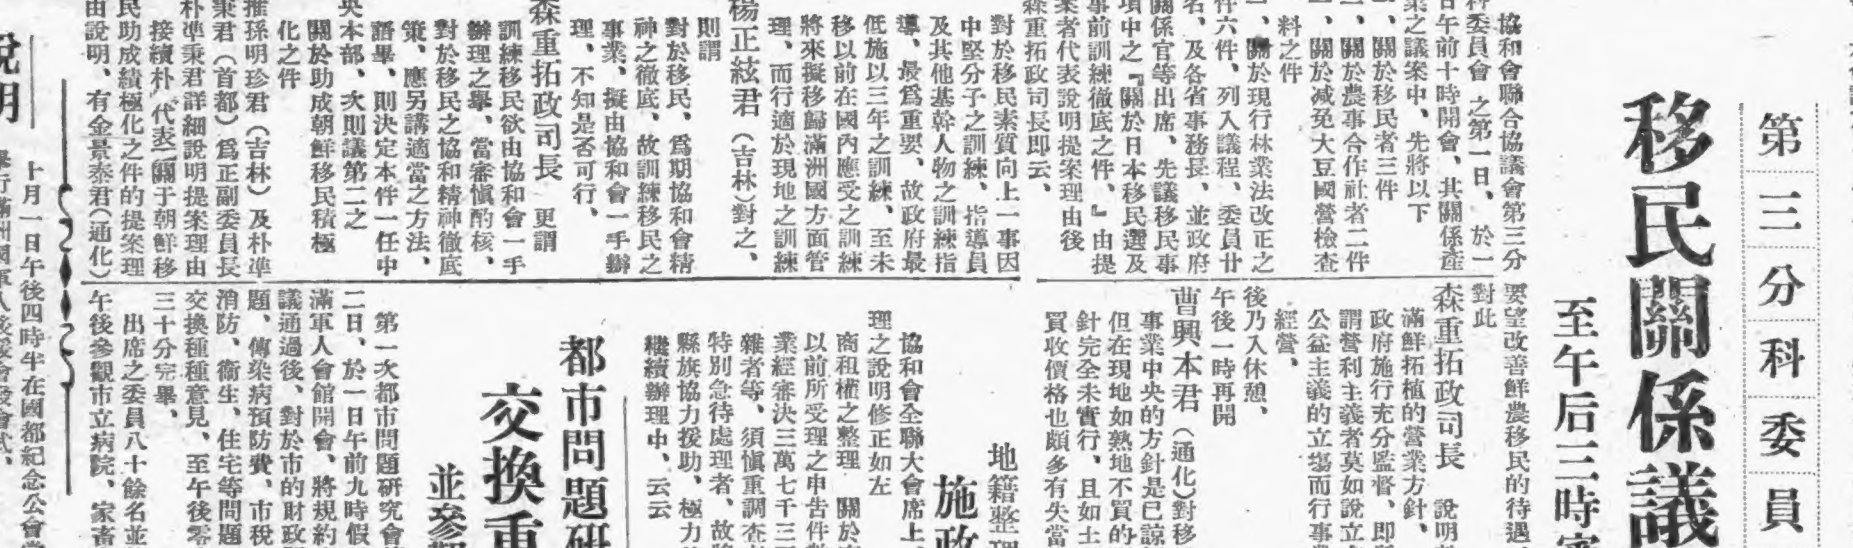 第三分科委員
移民關係議
至午后三時審
協和會聯合協議會第三分
科委員會 之第一日、於一
日午前十時開會、其關係產
業之議案中、先將以下
一、關於移民者三件
一、關於農事合作社者二件
一、關於減免大豆國營檢查
料之件
一、關於現行林業法改正之
件六件、列入議程、委員廿
名、及各省事務長、並政府
關係官等出席、先議移民事
項中之『關於日本移民選及
事前訓練徹底之件、』由提
案者代表說明提案理由後
森重拓政司長即云、
對於移民素質向上一事因
中堅分子之訓練、指導員
及其他基幹人物之訓練指
導、最爲重要、故政府最
低施以三年之訓練、至未
移以前在國內應受之訓練
將來擬移歸滿洲國方面管
理、而行適於現地之訓練
楊正絃君(吉林)對之、
則謂
對於移民、爲期協和會精
神之徹底、故訓練移民之
事業、擬由協和會一手辦
理、不知是否可行、
森重拓政司長 更謂
訓練移民欲由協和會一手
辦理之舉、當審愼酌核、
對於移民之協和精神徹底
策、應另講適當之方法、
語畢、則決定本件一任中
央本部、次則議第二之
關於助成朝鮮移民積極
化之件
推孫明珍君(吉林)及朴準
秉君(首都)爲正副委員長
朴準秉君詳細說明提案理由
接續朴、代表『關于朝鮮移
民助成績極化之件的提案理
由說明、有金景泰君(通化)
要望改善鮮農移民的待遇、
對此
森重拓政司長 說明
滿鮮拓植的營業方針、
政府施行充分監督、即
謂營利主義者莫如說立
公益主義的立塲而行事
經營、
後乃入休憩、
午後一時再開
曹興本君(通化)對移
事業中央的方針是已諒
但在現地如熟地不買的
針完全未實行、且如土
買收價格也頗多有失當
地籍整理
施政
協和會全聯大會席上、
理之說明修正如左
商租權之整理 關於
以前所受理之申告件數
業經審決三萬七千三
雜者等、須愼重調查
特別急待處理者、故
縣旗協力援助、極力
繼續辦理中、云云
都市問題研
交換重
並參觀
第一次都市問題研究會
二日、於一日午前九時假
滿軍人會館開會、將規約
議通過後、對於市的財政
題、傳染病預防費、市稅
消防、衞生、住宅等問題
交換種種意見、至午後零
三十分完畢、
出席之委員八十餘名並
午後參觀市立病院、家畜
說明
十月一日午後四時半在國都紀念公會堂
舉行滿洲國軍人後援會發會式、